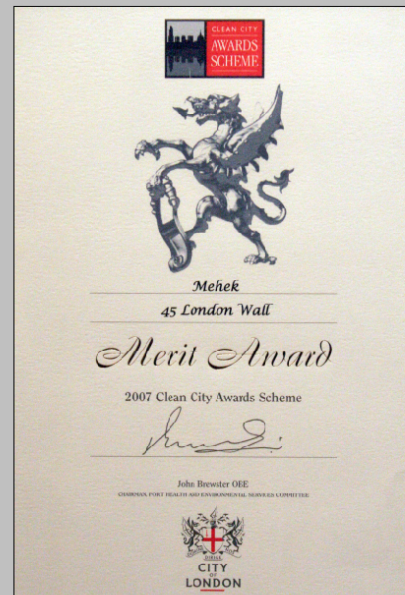 CLEAN CITY
AWARDS
SCHEME
Mehek
45 London Wall
Merit Award
2007 Clean City Awards Scheme
John Brewster OBE
CHAIRMAN PORT HEALTH AND ENVIRONMENTAL SERVICES COMMITTEE
CITY
OF
LONDON